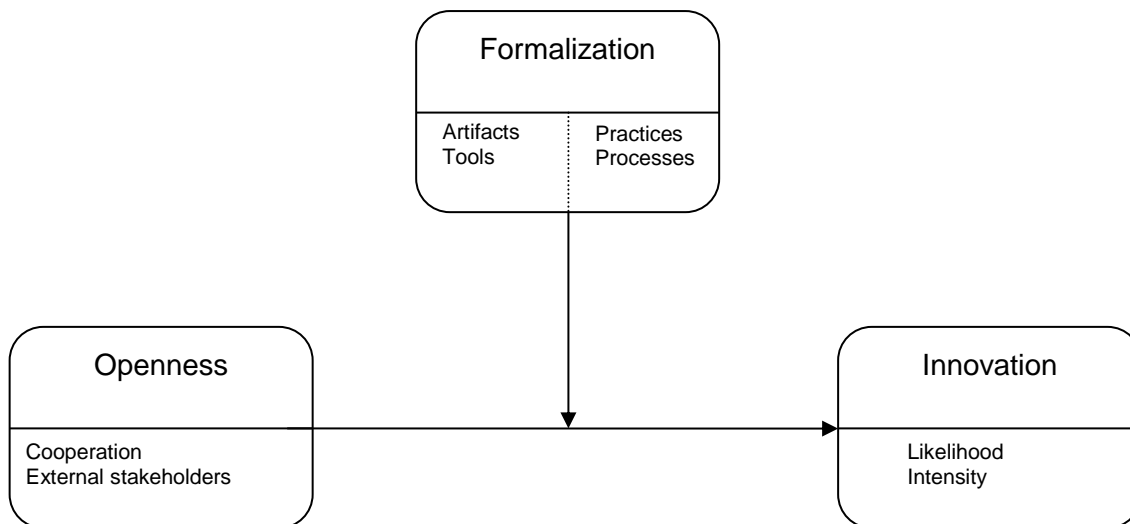 Formalization
Artifacts
Tools
Practices
Processes
Openness
Cooperation
External stakeholders
Innovation
Likelihood
Intensity